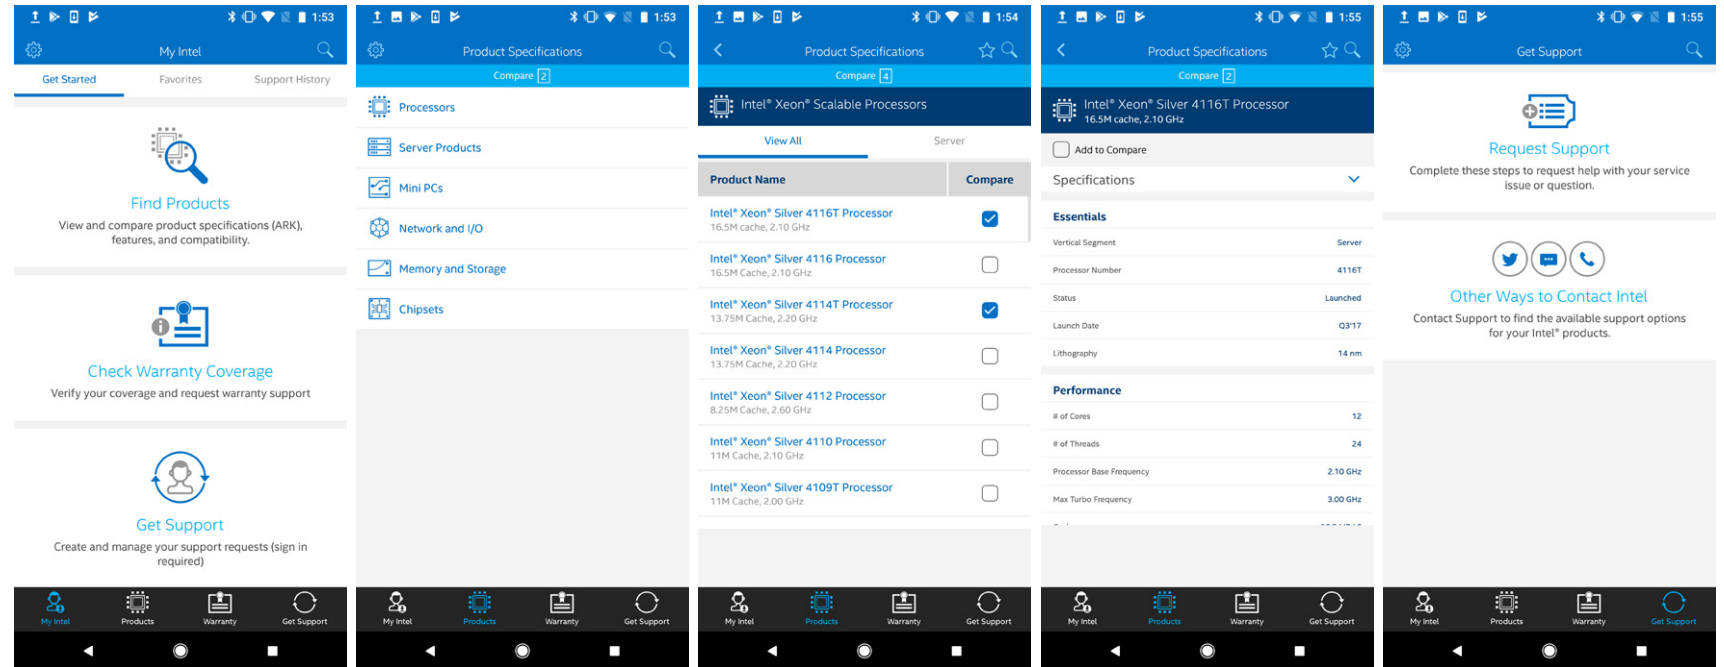 1:53
My Intel
Get Started
Favorites
Support History
Find Products
View and compare product specifications (ARK),
features, and compatibility.
Check Warranty Coverage
Verify your coverage and request warranty support
Get Support
Create and manage your support requests (sign in
required)
My Intel
Products
Warranty
Get Support
1:53
Product Specifications
Compare 2
Processors
Server Products
Mini PCs
Network and I/O
Memory and Storage
Chipsets
My Intel
Products
Warranty
Get Support
1:54
Product Specifications
Compare 4
Intel® Xeon® Scalable Processors
View All
Server
Product Name
Compare
Intel® Xeon® Silver 4116T Processor
16.5M cache, 2.10 GHz
Intel® Xeon® Silver 4116 Processor
16.5M Cache, 2.10 GHz
Intel® Xeon® Silver 4114T Processor
13.75M Cache, 2.20 GHz
Intel® Xeon® Silver 4114 Processor
13.75M Cache, 2.20 GHz
Intel® Xeon® Silver 4112 Processor
8.25M Cache, 2.60 GHz
Intel® Xeon® Silver 4110 Processor
11M Cache, 2.10 GHz
Intel® Xeon® Silver 4109T Processor
11M Cache, 2.00 GHz
My Intel
Products
Warranty
Get Support
1:55
Product Specifications
Compare 2
Intel® Xeon® Silver 4116T Processor
16.5M cache, 2.10 GHz
Add to Compare
Specifications
Essentials
Vertical Segment Server
Processor Number 4116T
Status Launched
Launch Date Q3'17
Lithography 14 nm
Performance
# of Cores 12
# of Threads 24
Processor Base Frequency 2.10 GHz
Max Turbo Frequency 3.00 GHz
My Intel
Products
Warranty
Get Support
1:55
Get Support
Request Support
Complete these steps to request help with your service
issue or question.
Other Ways to Contact Intel
Contact Support to find the available support options
for your Intel® products.
My Intel
Products
Warranty
Get Support